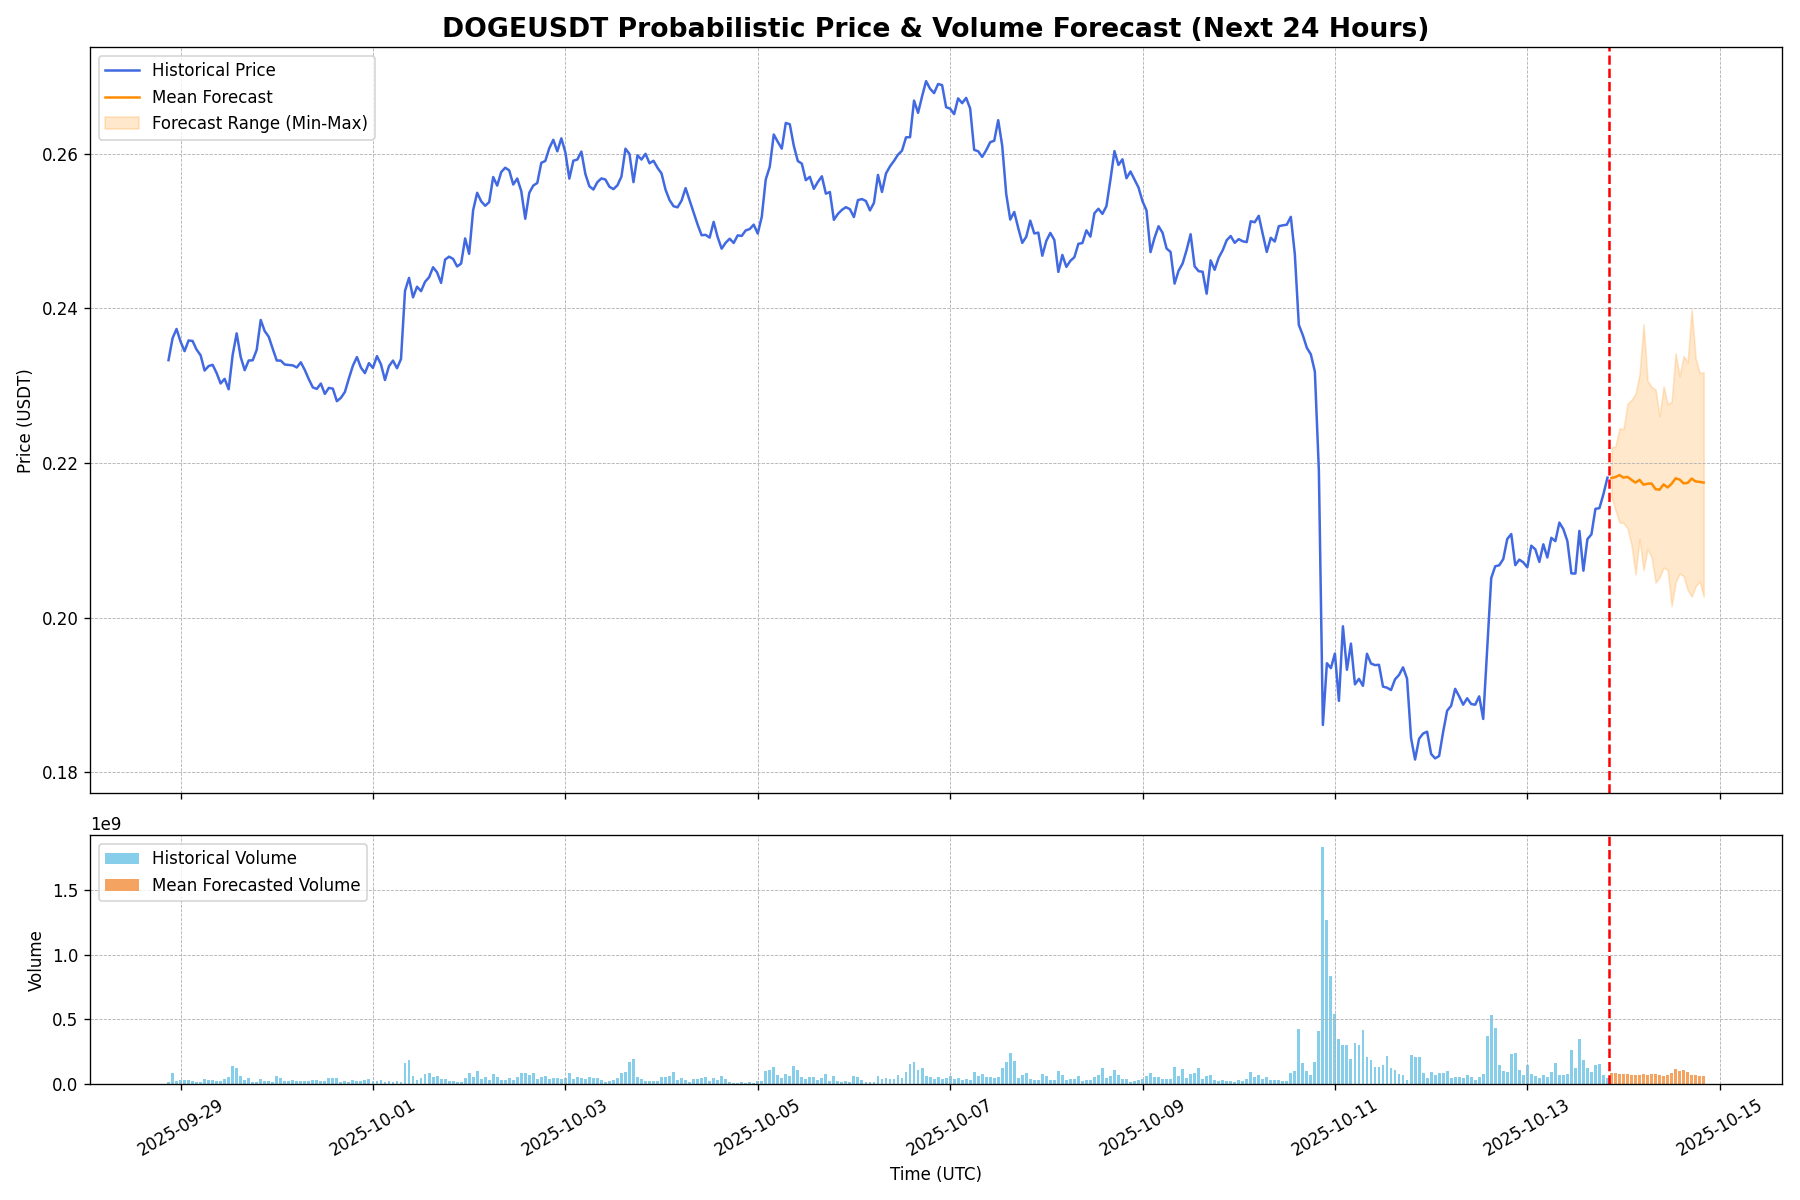 DOGEUSDT Probabilistic Price & Volume Forecast (Next 24 Hours)
Historical Price
Mean Forecast
Forecast Range (Min-Max)
0.26
0.24
0.22
0.20
0.18
Price (USDT)
1e9
Historical Volume
Mean Forecasted Volume
1.5
1.0
0.5
0.0
Volume
2025-09-29
2025-10-01
2025-10-03
2025-10-05
2025-10-07
2025-10-09
2025-10-11
2025-10-13
2025-10-15
Time (UTC)